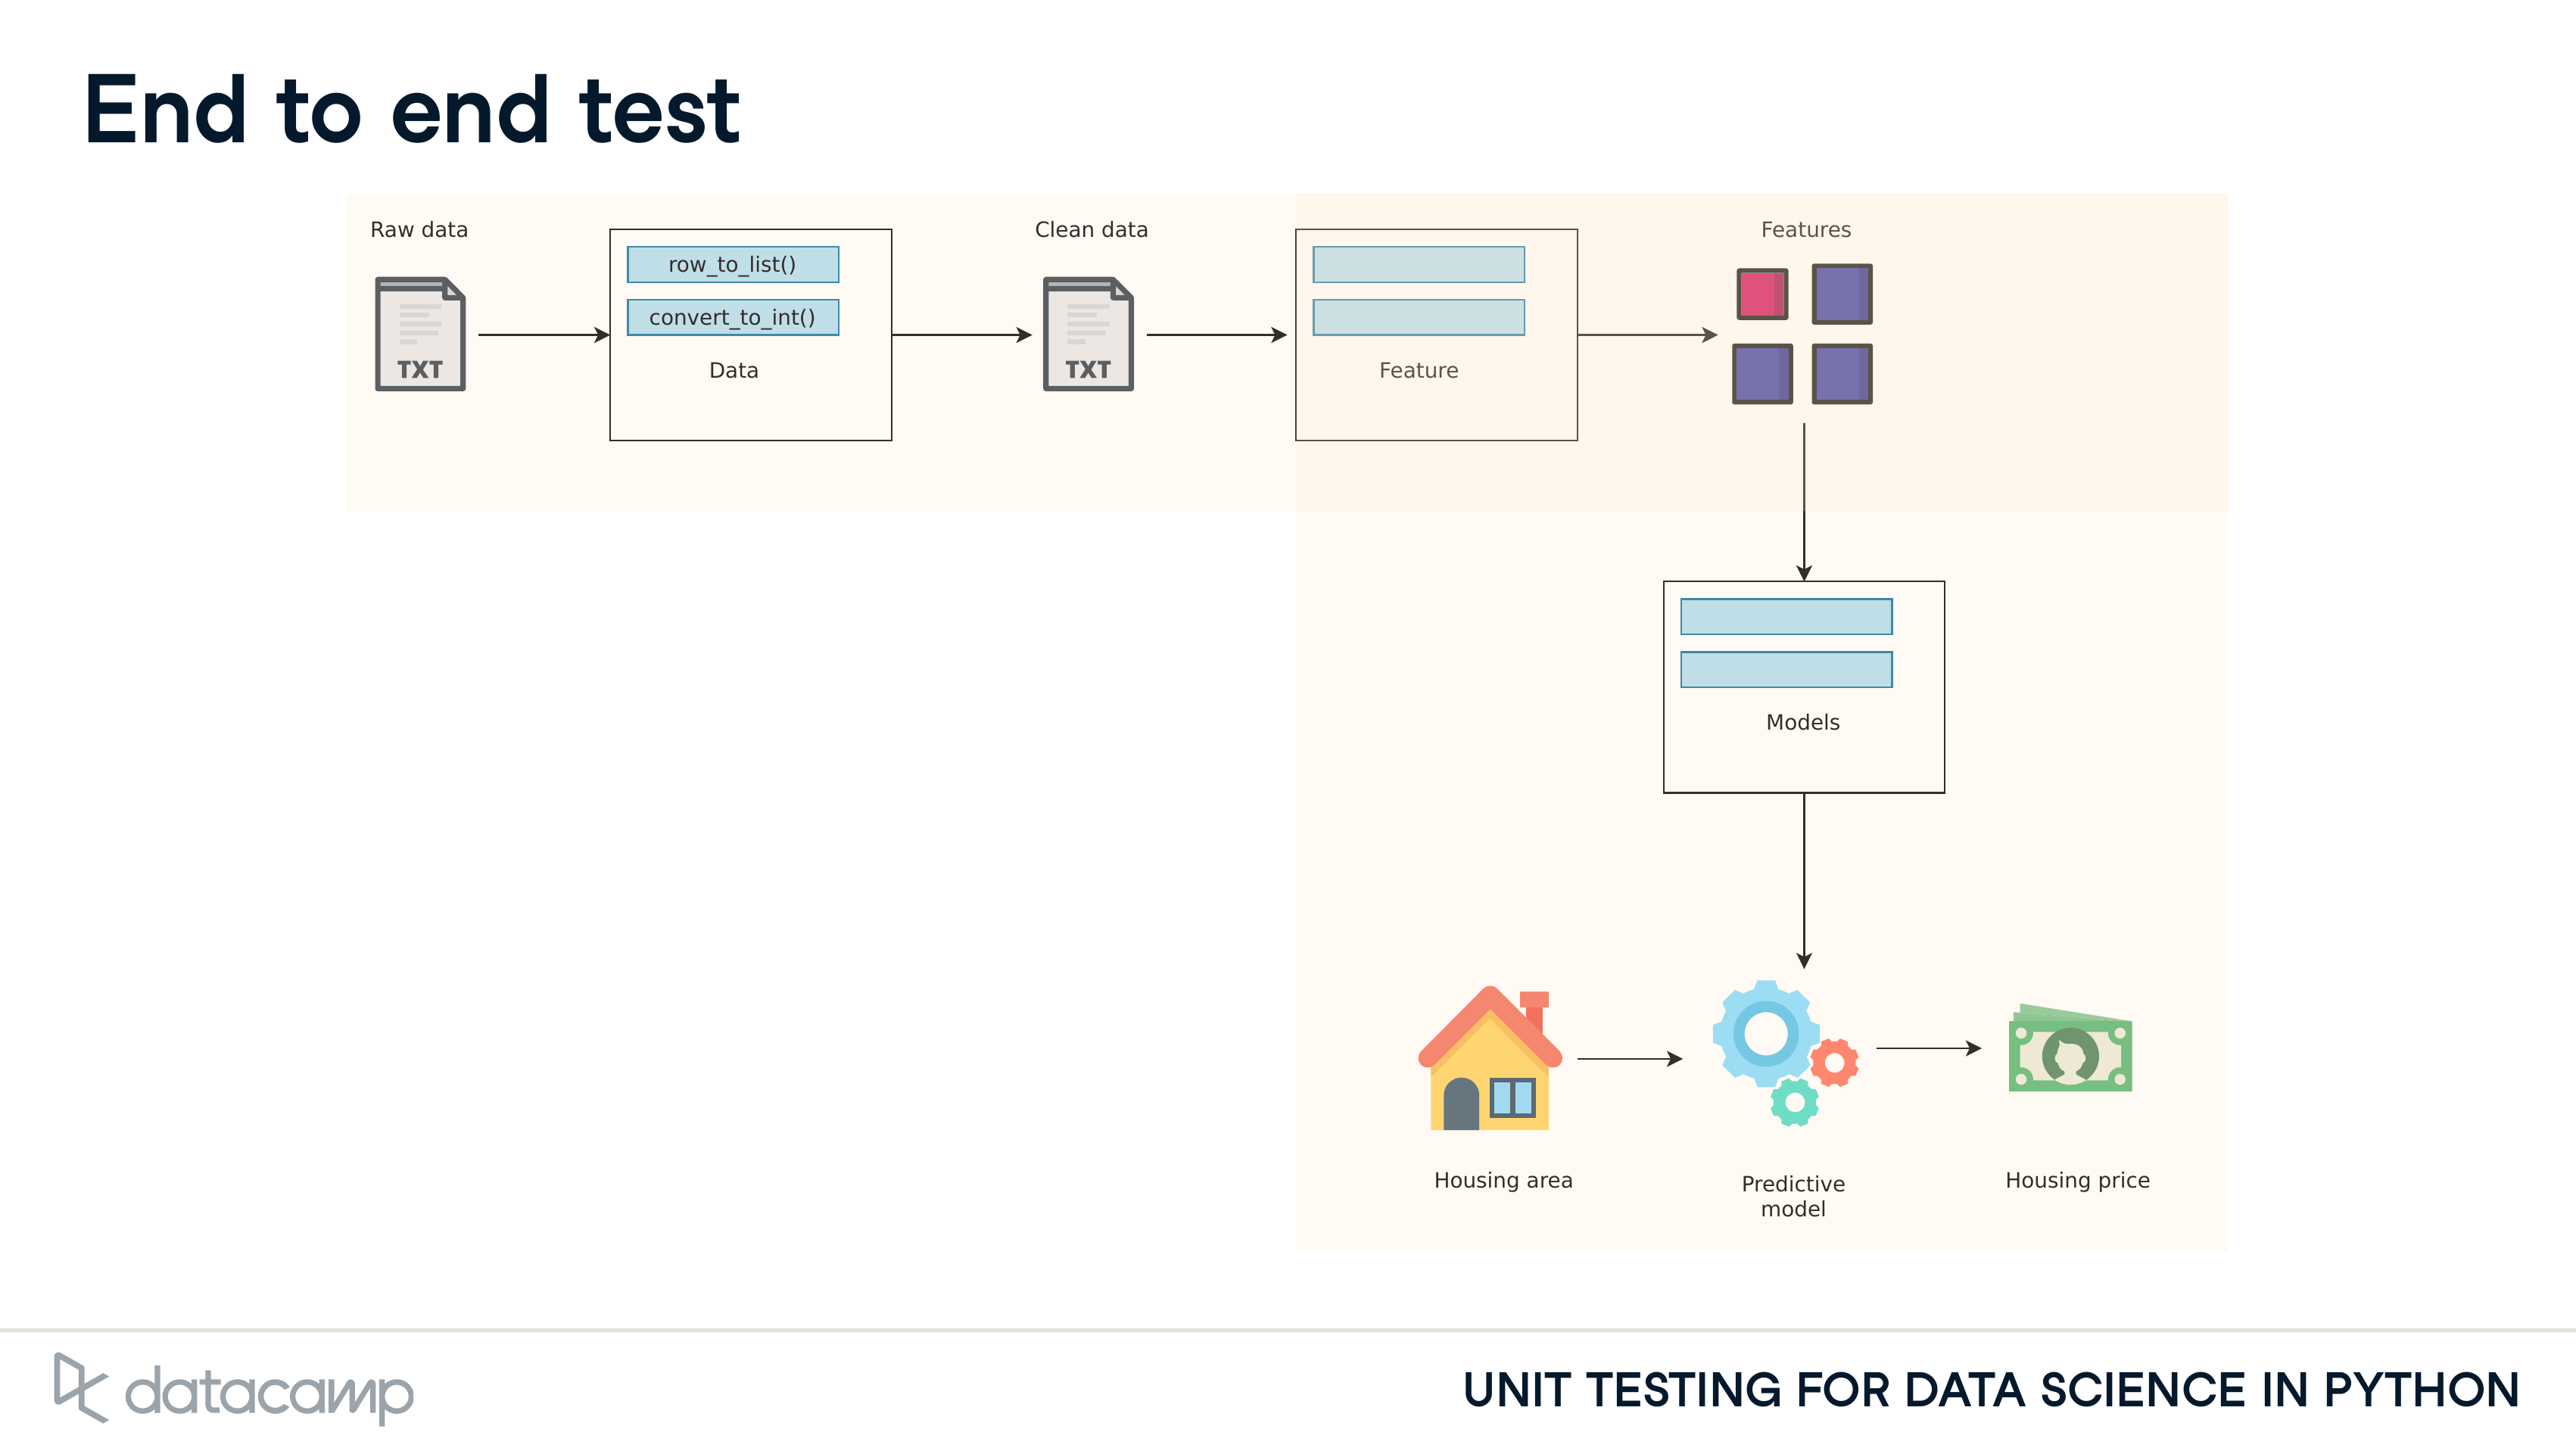 End to end test
Raw data
row_to_list()
convert_to_int()
Data
Clean data
Feature
Features
TXT
TXT
Models
Housing area
Predictive
model
Housing price
datacamp
UNIT TESTING FOR DATA SCIENCE IN PYTHON